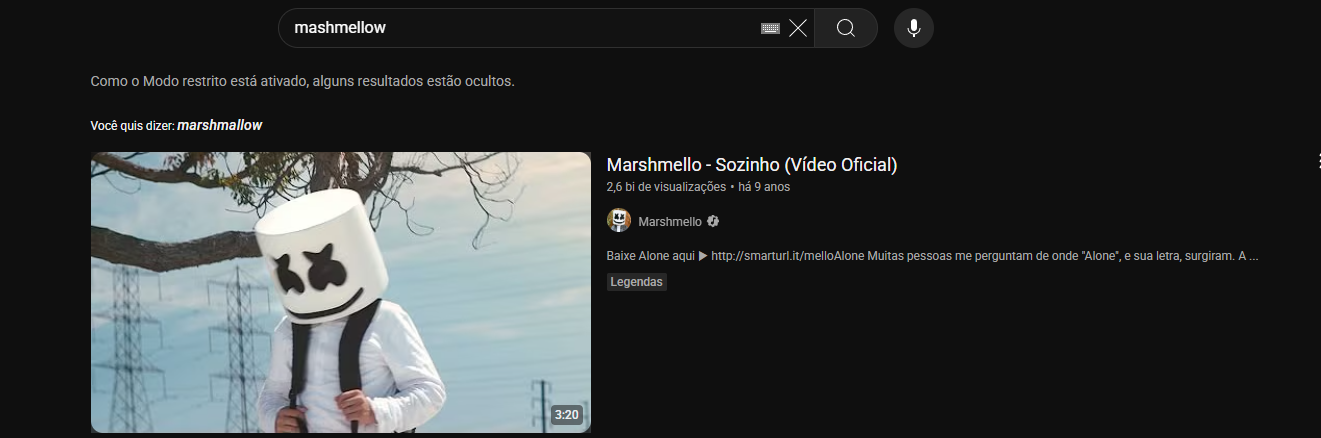 mashmellow
Como o Modo restrito está ativado, alguns resultados estão ocultos.
Você quis dizer: marshmallow
Marshmello - Sozinho (Vídeo Oficial)
2,6 bi de visualizações • há 9 anos
Marshmello
Baixe Alone aqui ▶ http://smarturl.it/melloAlone Muitas pessoas me perguntam de onde "Alone", e sua letra, surgiram. A ...
Legendas
3:20